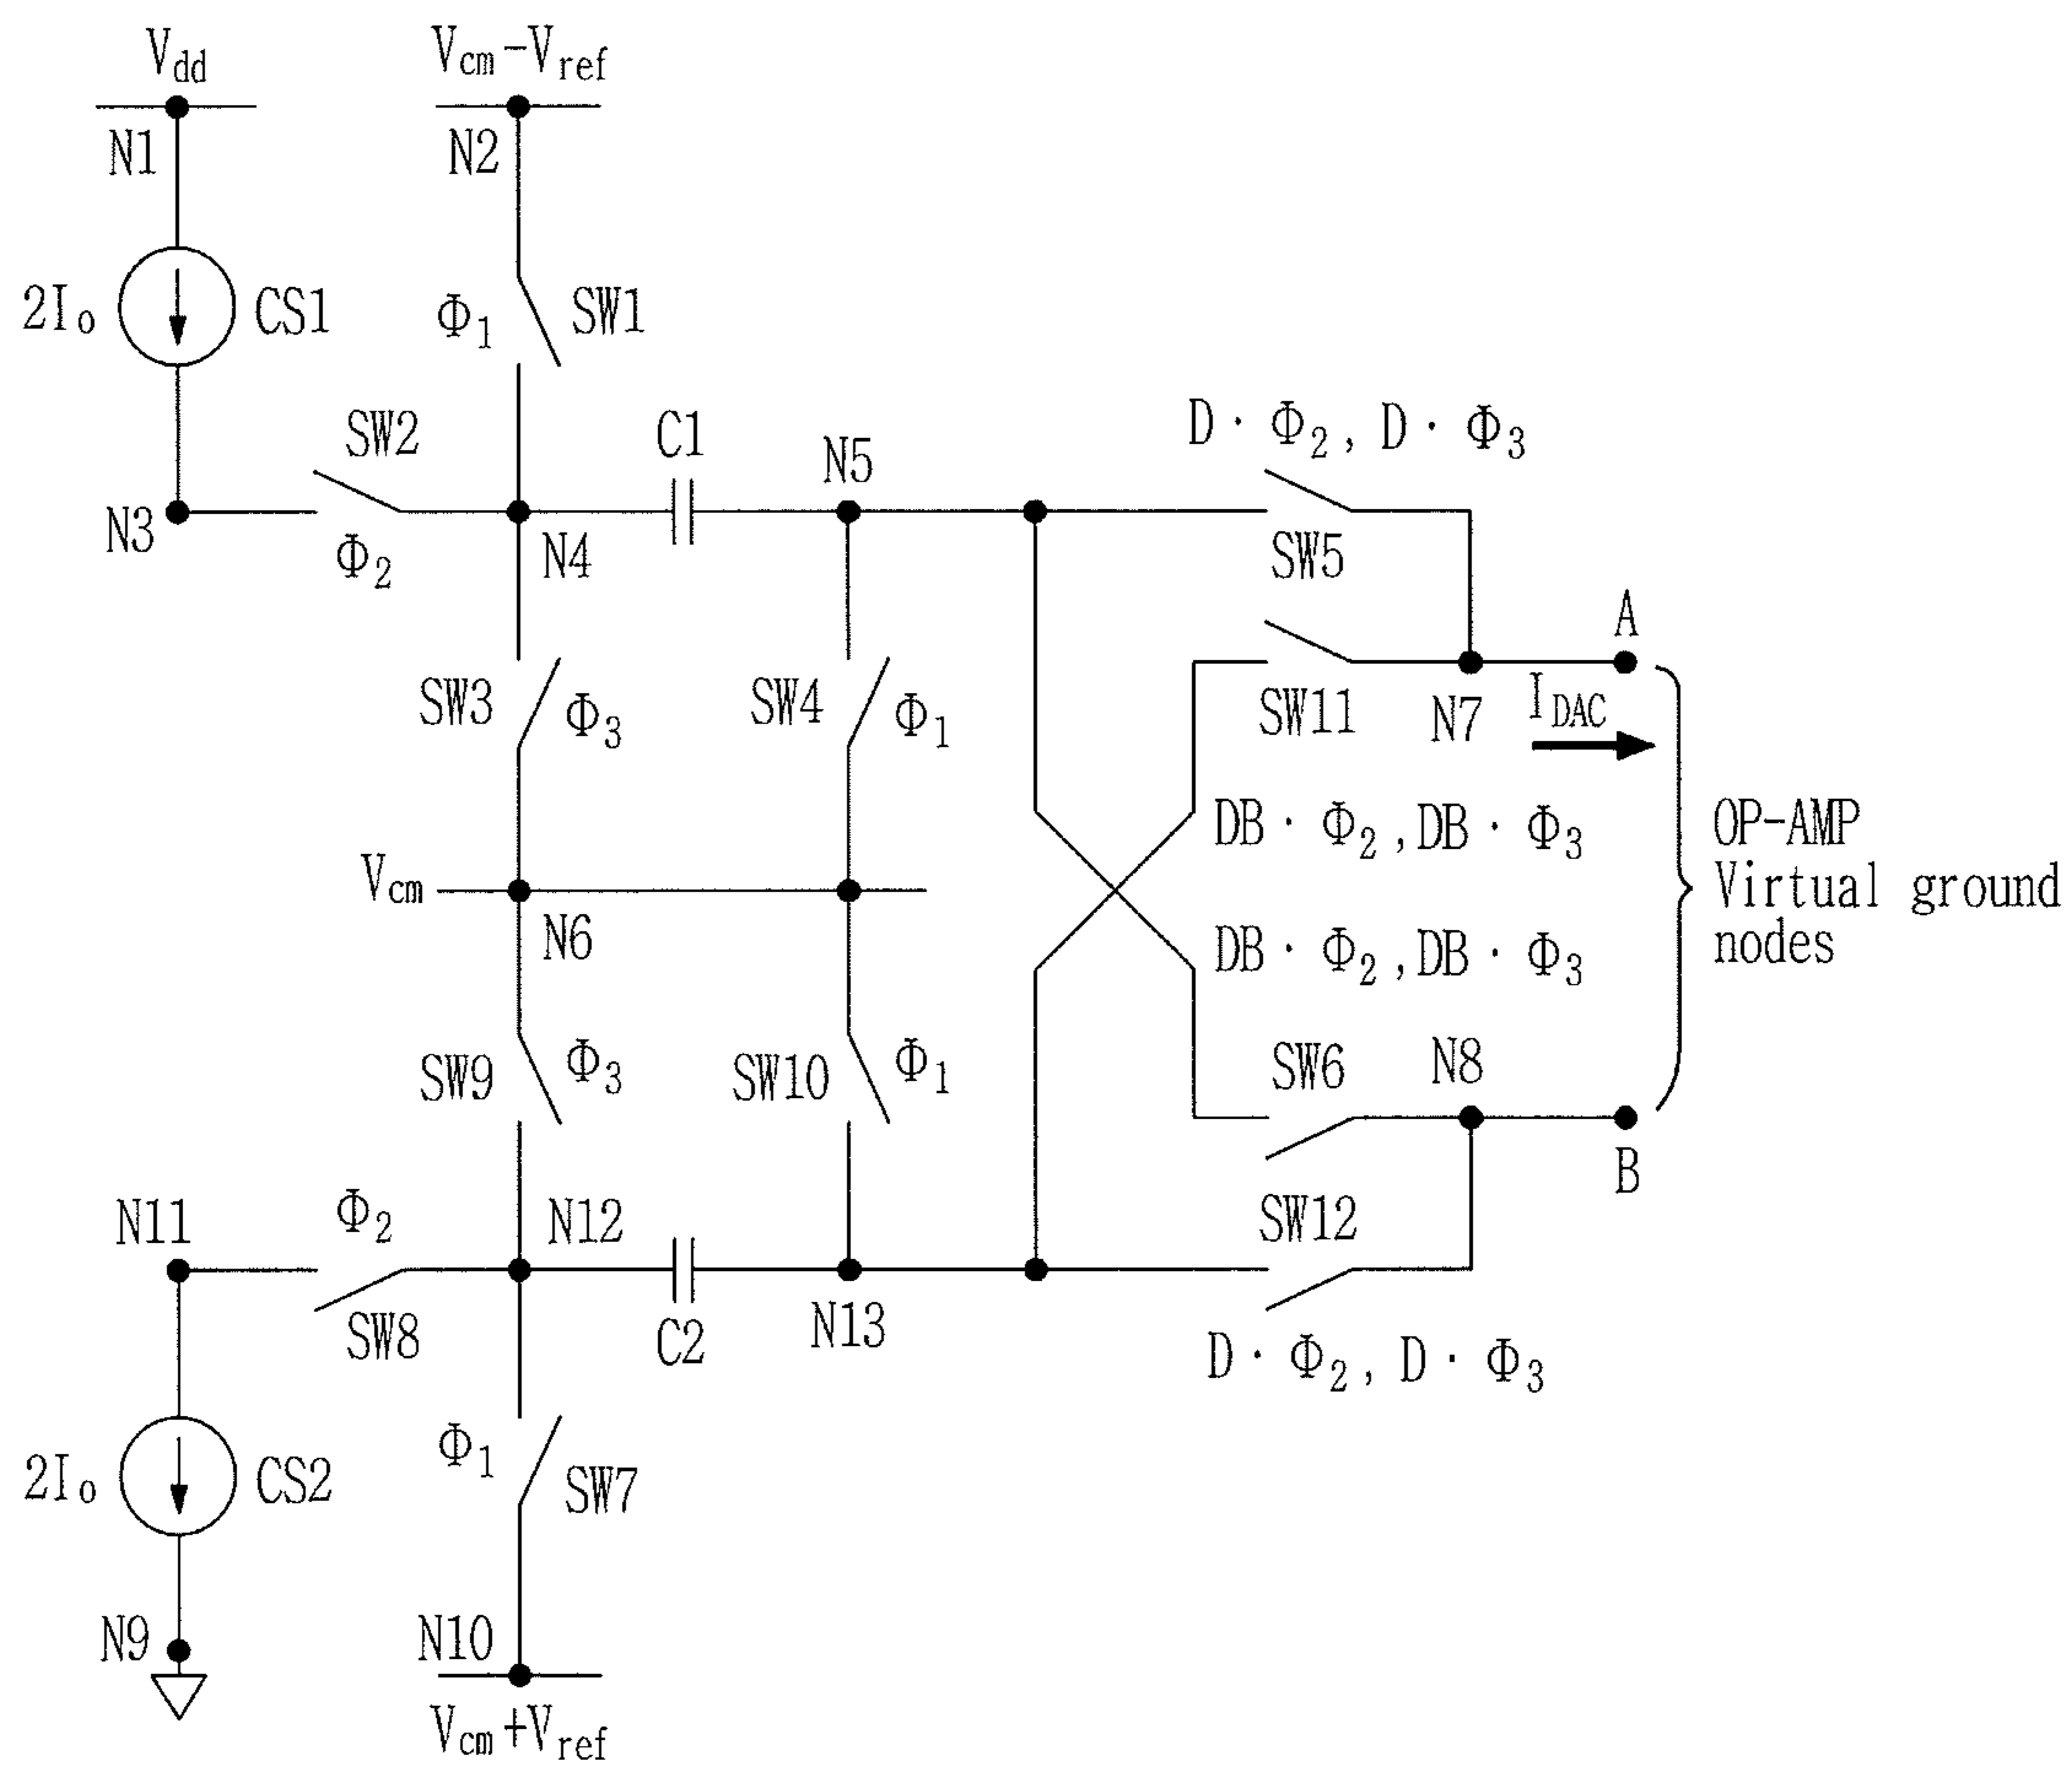 Vdd
Vcm-Vref
N1
N2
2Io
CS1
Φ1
SW1
SW2
C1
N5
D · Φ2, D · Φ3
N3
Φ2
N4
SW5
A
SW3
Φ3
SW4
Φ1
SW11
N7
IDAC
DB · Φ2, DB · Φ3
OP-AMP
Virtual ground
nodes
Vcm
N6
DB · Φ2, DB · Φ3
SW9
Φ3
SW10
Φ1
SW6
N8
B
N11
Φ2
N12
SW12
SW8
C2
N13
D · Φ2, D · Φ3
2Io
CS2
Φ1
SW7
N9
N10
Vcm+Vref